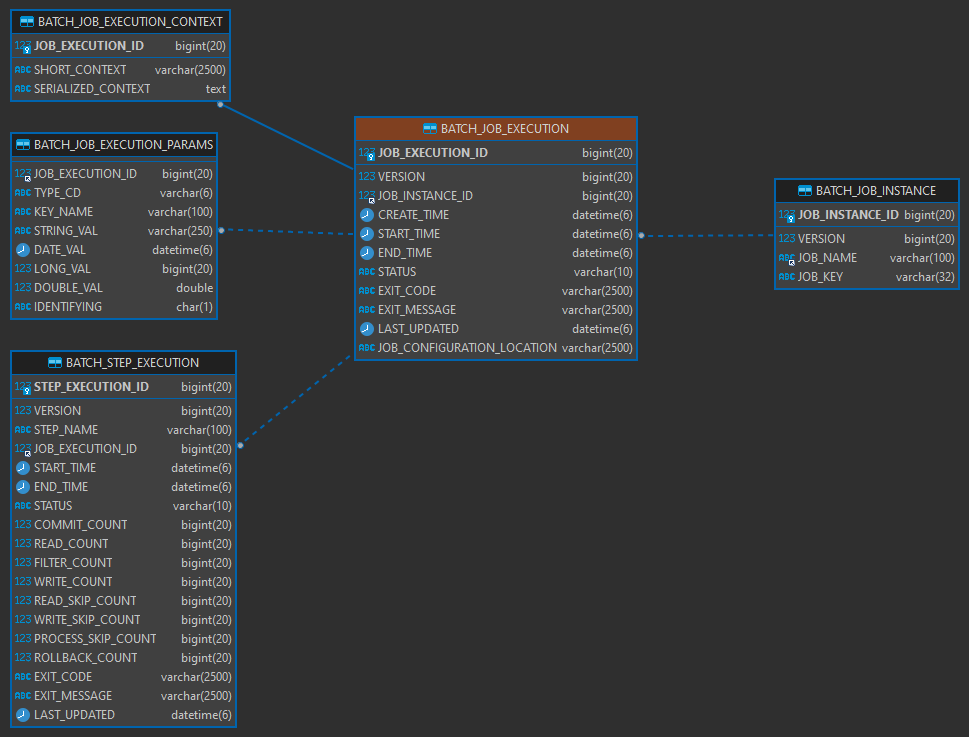 BATCH_JOB_EXECUTION_CONTEXT
123 JOB_EXECUTION_ID bigint(20)
ABC SHORT_CONTEXT varchar(2500)
ABC SERIALIZED_CONTEXT text
BATCH_JOB_EXECUTION_PARAMS
123 JOB_EXECUTION_ID bigint(20)
ABC TYPE_CD varchar(6)
ABC KEY_NAME varchar(100)
ABC STRING_VAL varchar(250)
DATE_VAL datetime(6)
123 LONG_VAL bigint(20)
123 DOUBLE_VAL double
ABC IDENTIFYING char(1)
BATCH_STEP_EXECUTION
123 STEP_EXECUTION_ID bigint(20)
123 VERSION bigint(20)
ABC STEP_NAME varchar(100)
123 JOB_EXECUTION_ID bigint(20)
START_TIME datetime(6)
END_TIME datetime(6)
ABC STATUS varchar(10)
123 COMMIT_COUNT bigint(20)
123 READ_COUNT bigint(20)
123 FILTER_COUNT bigint(20)
123 WRITE_COUNT bigint(20)
123 READ_SKIP_COUNT bigint(20)
123 WRITE_SKIP_COUNT bigint(20)
123 PROCESS_SKIP_COUNT bigint(20)
123 ROLLBACK_COUNT bigint(20)
ABC EXIT_CODE varchar(2500)
ABC EXIT_MESSAGE varchar(2500)
LAST_UPDATED datetime(6)
BATCH_JOB_EXECUTION
123 JOB_EXECUTION_ID bigint(20)
123 VERSION bigint(20)
123 JOB_INSTANCE_ID bigint(20)
CREATE_TIME datetime(6)
START_TIME datetime(6)
END_TIME datetime(6)
ABC STATUS varchar(10)
ABC EXIT_CODE varchar(2500)
ABC EXIT_MESSAGE varchar(2500)
LAST_UPDATED datetime(6)
ABC JOB_CONFIGURATION_LOCATION varchar(2500)
BATCH_JOB_INSTANCE
123 JOB_INSTANCE_ID bigint(20)
123 VERSION bigint(20)
ABC JOB_NAME varchar(100)
ABC JOB_KEY varchar(32)